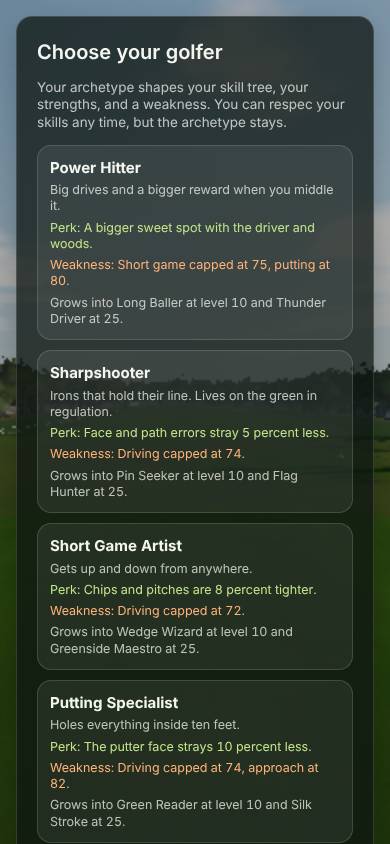 Choose your golfer
Your archetype shapes your skill tree, your
strengths, and a weakness. You can respec your
skills any time, but the archetype stays.
Power Hitter
Big drives and a bigger reward when you middle
it.
Perk: A bigger sweet spot with the driver and
woods.
Weakness: Short game capped at 75, putting at
80.
Grows into Long Baller at level 10 and Thunder
Driver at 25.
Sharpshooter
Irons that hold their line. Lives on the green in
regulation.
Perk: Face and path errors stray 5 percent less.
Weakness: Driving capped at 74.
Grows into Pin Seeker at level 10 and Flag
Hunter at 25.
Short Game Artist
Gets up and down from anywhere.
Perk: Chips and pitches are 8 percent tighter.
Weakness: Driving capped at 72.
Grows into Wedge Wizard at level 10 and
Greenside Maestro at 25.
Putting Specialist
Holes everything inside ten feet.
Perk: The putter face strays 10 percent less.
Weakness: Driving capped at 74, approach at
82.
Grows into Green Reader at level 10 and Silk
Stroke at 25.